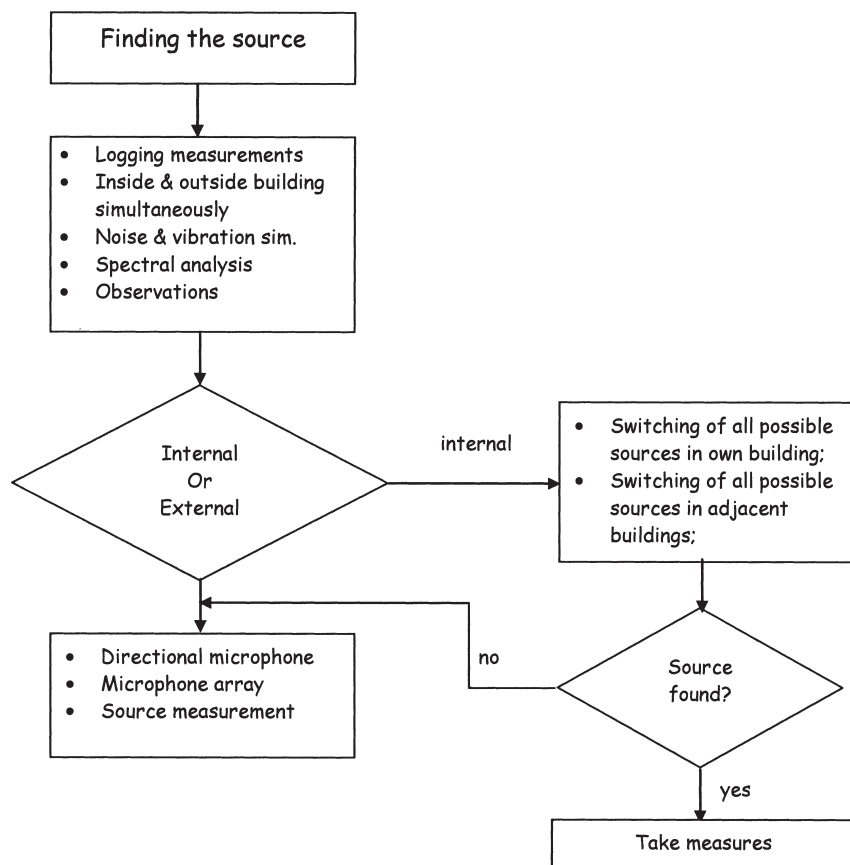 Finding the source
• Logging measurements
• Inside & outside building
simultaneously
• Noise & vibration sim.
• Spectral analysis
• Observations
Internal
Or
External
internal
• Switching of all possible
sources in own building;
• Switching of all possible
sources in adjacent
buildings;
• Directional microphone
• Microphone array
• Source measurement
no
Source
found?
yes
Take measures